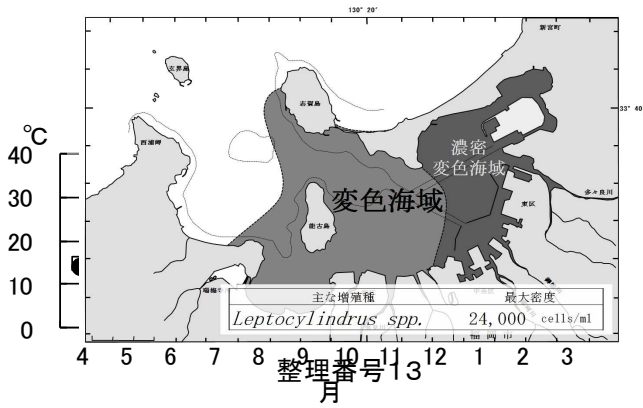 130° 20'
新宮町
玄界島
志賀島
33° 40
℃
西浦岬
濃密
変色海域
40
30
20
10
0
変色海域
多々良川
東区
能古島
主な増殖種 最大密度
Leptocylindrus spp. 24,000 cells/ml
福岡市
4 5 6 7 8 9 10 11 12 1 2 3
整理番号13
月